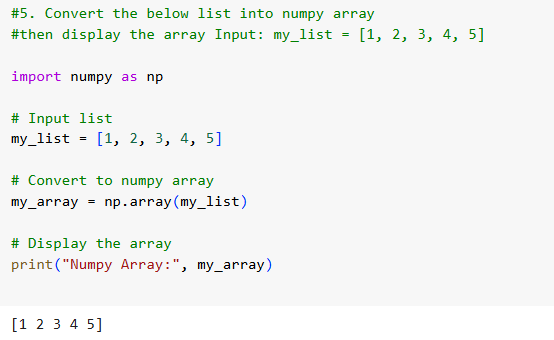 #5. Convert the below list into numpy array
#then display the array Input: my_list = [1, 2, 3, 4, 5]
import numpy as np
# Input list
my_list = [1, 2, 3, 4, 5]
# Convert to numpy array
my_array = np.array(my_list)
# Display the array
print("Numpy Array:", my_array)
[1 2 3 4 5]